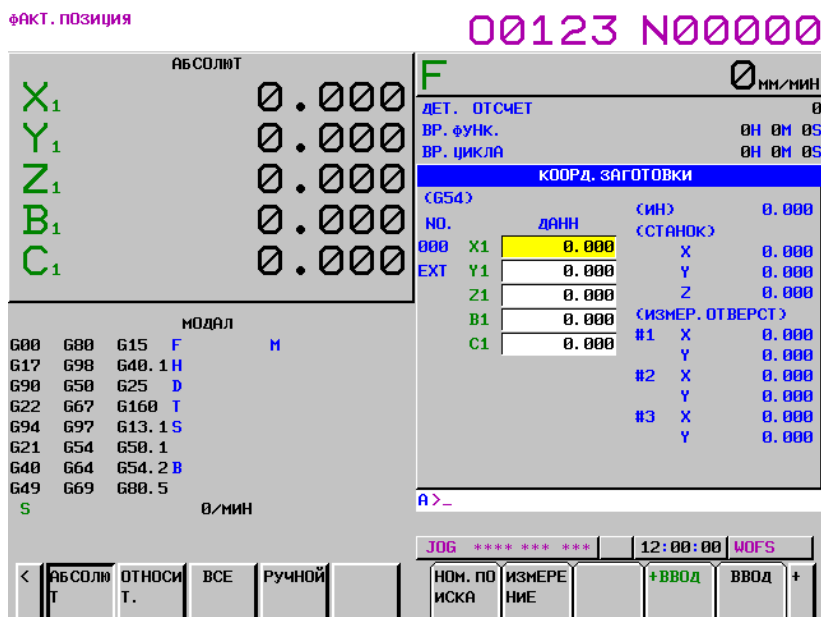 ФАКТ.ПОЗИЦИЯ
O0123 N00000
АБСОЛЮТ
X1 0.000
Y1 0.000
Z1 0.000
B1 0.000
C1 0.000
МОДАЛ
G00 G80 G15 F M
G17 G98 G40.1 H
G90 G50 G25 D
G22 G67 G160 T
G94 G97 G13.1 S
G21 G54 G50.1
G40 G64 G54.2 B
G49 G69 G80.5
S 0/МИН
F 0 ММ/МИН
ДЕТ. ОТСЧЕТ 0
ВР.ФУНК. 0H 0M 0S
ВР.ЦИКЛА 0H 0M 0S
КООРД.ЗАГОТОВКИ
(G54)
NO. ДАНН
000 X1 0.000
EXT Y1 0.000
Z1 0.000
B1 0.000
C1 0.000
(ИН) 0.000
(СТАНОК)
X 0.000
Y 0.000
Z 0.000
(ИЗМЕР.ОТВЕРСТ)
#1 X 0.000
Y 0.000
#2 X 0.000
Y 0.000
#3 X 0.000
Y 0.000
A>_
JOG **** *** *** 12:00:00 WOFS
< АБСОЛЮ
Т
ОТНОСИ
Т.
ВСЕ
РУЧНОЙ
НОМ.ПО
ИСКА
ИЗМЕРЕ
НИЕ
+ВВОД
ВВОД
+